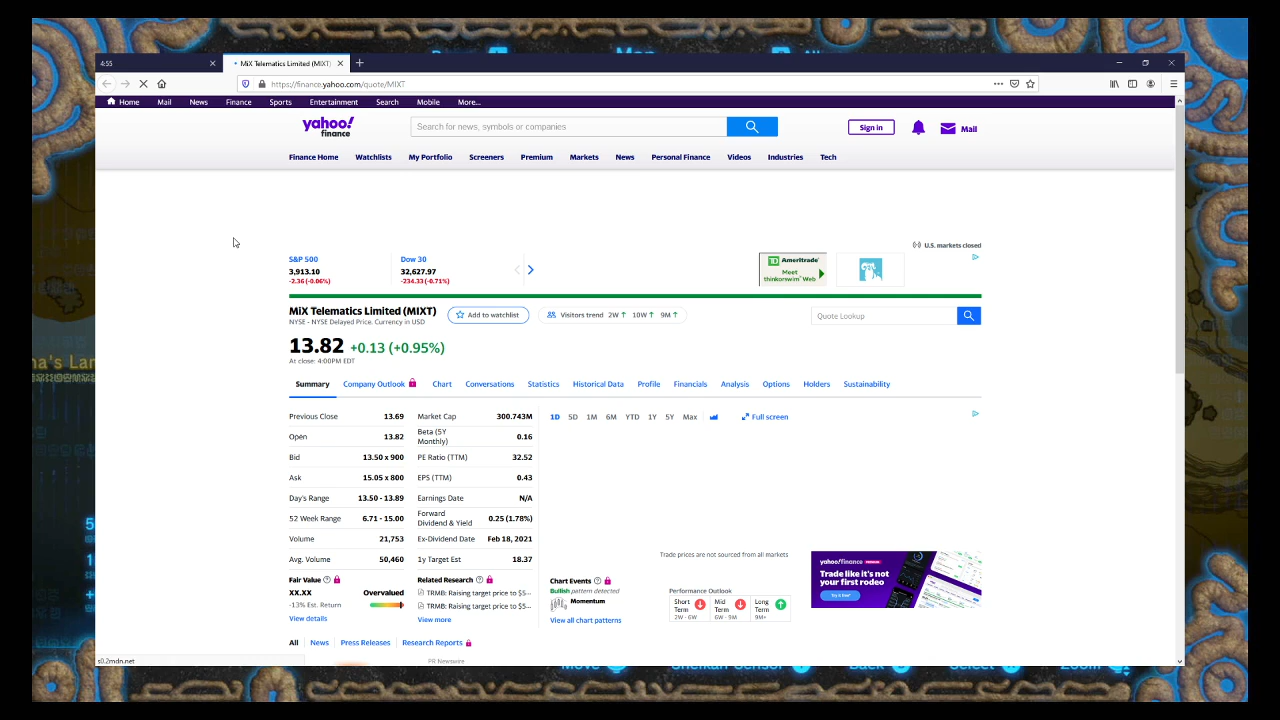 4:55
MiX Telematics Limited (MIXT)
https://finance.yahoo.com/quote/MIXT
Home Mail News Finance Sports Entertainment Search Mobile More...
yahoo!
finance
Search for news, symbols or companies
Sign in
Mail
Finance Home Watchlists My Portfolio Screeners Premium Markets News Personal Finance Videos Industries Tech
U.S. markets closed
S&P 500
3,913.10
-2.36 (-0.06%)
Dow 30
32,627.97
-234.33 (-0.71%)
TD Ameritrade
Meet
thinkorswim Web
MiX Telematics Limited (MIXT)
NYSE - NYSE Delayed Price. Currency in USD
Add to watchlist
Visitors trend 2W ↑ 10W ↑ 9M ↑
Quote Lookup
13.82 +0.13 (+0.95%)
At close: 4:00PM EDT
Summary Company Outlook Chart Conversations Statistics Historical Data Profile Financials Analysis Options Holders Sustainability
Previous Close 13.69
Open 13.82
Bid 13.50 x 900
Ask 15.05 x 800
Day's Range 13.50 - 13.89
52 Week Range 6.71 - 15.00
Volume 21,753
Avg. Volume 50,460
Market Cap 300.743M
Beta (5Y
Monthly) 0.16
PE Ratio (TTM) 32.52
EPS (TTM) 0.43
Earnings Date N/A
Forward
Dividend & Yield 0.25 (1.78%)
Ex-Dividend Date Feb 18, 2021
1y Target Est 18.37
1D 5D 1M 6M YTD 1Y 5Y Max
Full screen
Trade prices are not sourced from all markets
Fair Value
XX.XX Overvalued
-13% Est. Return
View details
Related Research
TRMB: Raising target price to $5...
TRMB: Raising target price to $5...
View more
Chart Events
Bullish pattern detected
Momentum
View all chart patterns
Performance Outlook
Short
Term
2W - 6W
Mid
Term
6W - 9M
Long
Term
9M+
yahoo!finance PREMIUM
Trade like it's not
your first rodeo
Try it free*
All News Press Releases Research Reports
PR Newswire
s0.2mdn.net